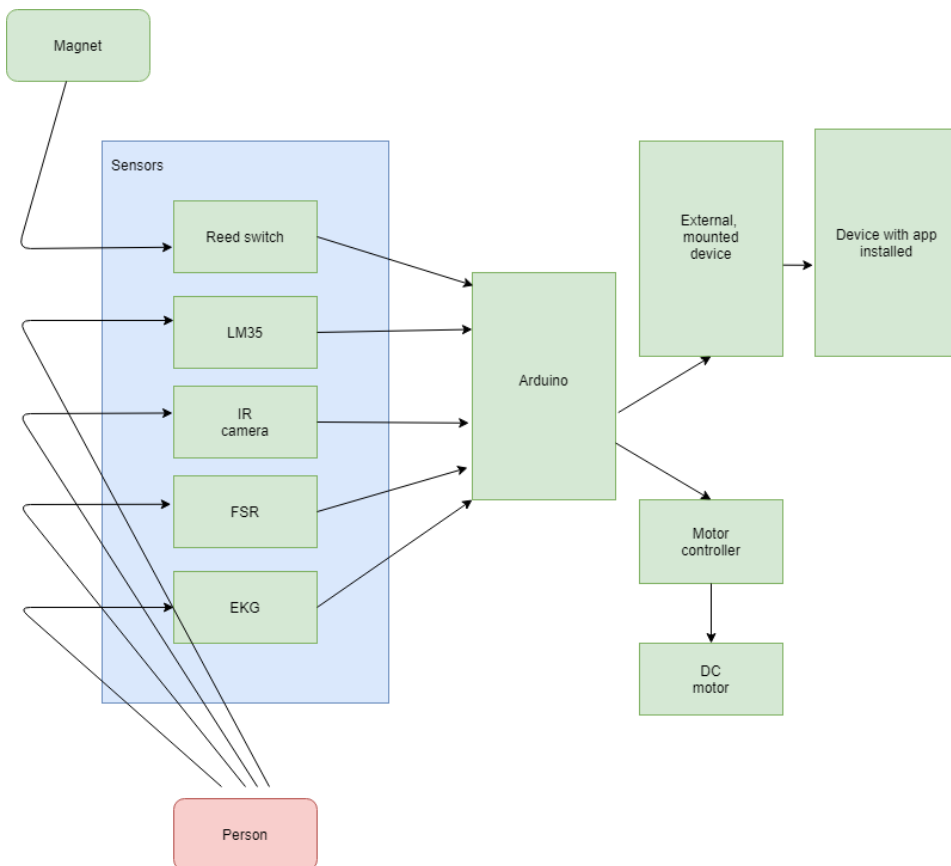 Magnet
Sensors
Reed switch
LM35
IR
camera
FSR
EKG
Arduino
External,
mounted
device
Device with app
installed
Motor
controller
DC
motor
Person